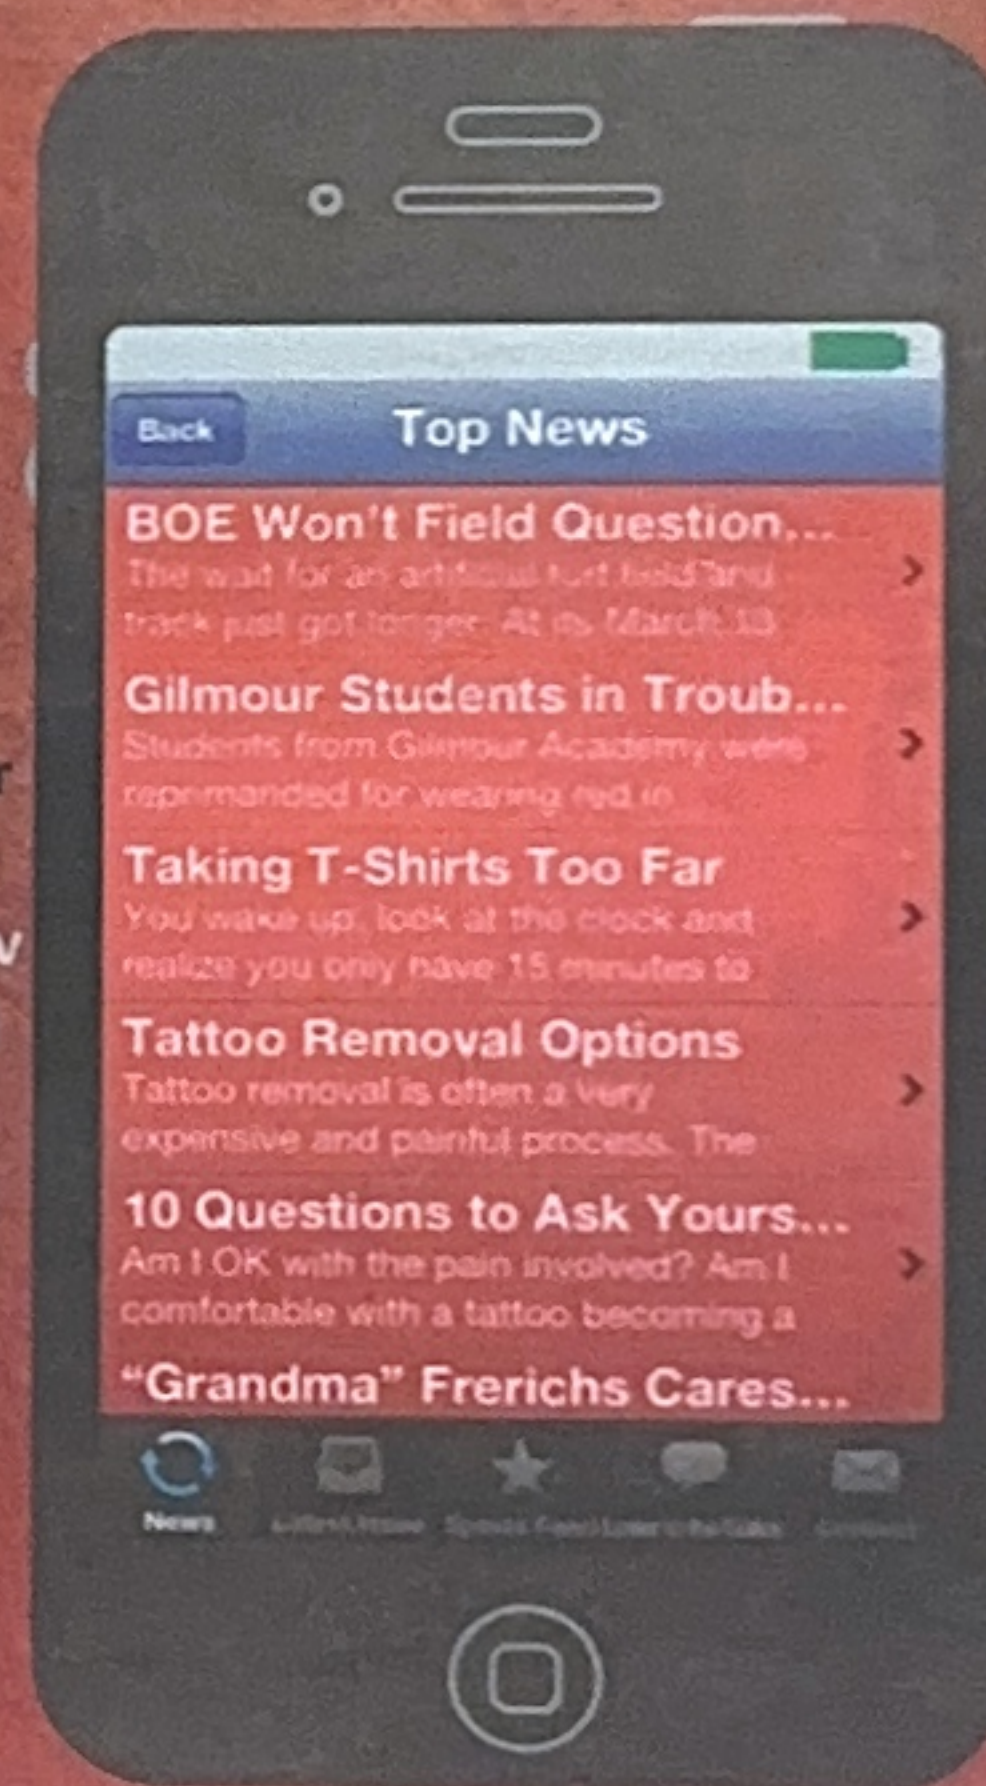 Back
Top News
BOE Won't Field Question...
The wait for an artificial turf field and
track just got longer. At its March 13
Gilmour Students in Troub...
Students from Gilmour Academy were
reprimanded for wearing red in
Taking T-Shirts Too Far
You wake up, look at the clock and
realize you only have 15 minutes to
Tattoo Removal Options
Tattoo removal is often a very
expensive and painful process. The
10 Questions to Ask Yours...
Am I OK with the pain involved? Am I
comfortable with a tattoo becoming a
“Grandma” Frerichs Cares...
News